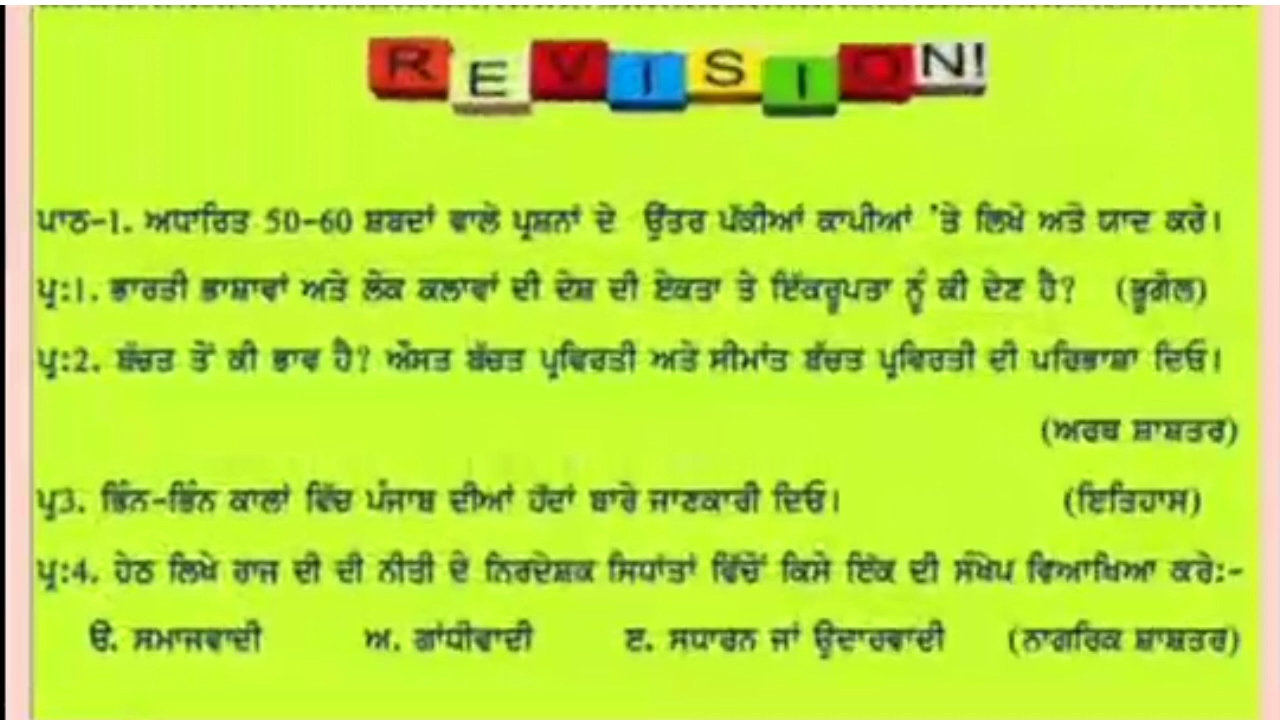 REVISION!
ਪਾਠ-1. ਅਧਾਰਿਤ 50-60 ਸ਼ਬਦਾਂ ਵਾਲੇ ਪ੍ਰਸ਼ਨਾਂ ਦੇ ਉੱਤਰ ਪੱਕੀਆਂ ਕਾਪੀਆਂ 'ਤੇ ਲਿਖੋ ਅਤੇ ਯਾਦ ਕਰੋ।
ਪ੍ਰ:1. ਭਾਰਤੀ ਭਾਸ਼ਾਵਾਂ ਅਤੇ ਲੋਕ ਕਲਾਵਾਂ ਦੀ ਦੇਸ਼ ਦੀ ਏਕਤਾ ਤੇ ਇੱਕਰੂਪਤਾ ਨੂੰ ਕੀ ਦੇਣ ਹੈ? (ਭੂਗੋਲ)
ਪ੍ਰ:2. ਬੱਚਤ ਤੋਂ ਕੀ ਭਾਵ ਹੈ? ਔਸਤ ਬੱਚਤ ਪ੍ਰਵਿਰਤੀ ਅਤੇ ਸੀਮਾਂਤ ਬੱਚਤ ਪ੍ਰਵਿਰਤੀ ਦੀ ਪਰਿਭਾਸ਼ਾ ਦਿਓ।
(ਅਰਥ ਸ਼ਾਸ਼ਤਰ)
ਪ੍ਰ3. ਭਿੰਨ-ਭਿੰਨ ਕਾਲਾਂ ਵਿੱਚ ਪੰਜਾਬ ਦੀਆਂ ਹੱਦਾਂ ਬਾਰੇ ਜਾਣਕਾਰੀ ਦਿਓ। (ਇਤਿਹਾਸ)
ਪ੍ਰ:4. ਹੇਠ ਲਿਖੇ ਰਾਜ ਦੀ ਦੀ ਨੀਤੀ ਦੇ ਨਿਰਦੇਸ਼ਕ ਸਿਧਾਂਤਾਂ ਵਿੱਚੋਂ ਕਿਸੇ ਇੱਕ ਦੀ ਸੰਖੇਪ ਵਿਆਖਿਆ ਕਰੋ:-
ੳ. ਸਮਾਜਵਾਦੀ ਅ. ਗਾਂਧੀਵਾਦੀ ੲ. ਸਧਾਰਨ ਜਾਂ ਉਦਾਰਵਾਦੀ (ਨਾਗਰਿਕ ਸ਼ਾਸ਼ਤਰ)